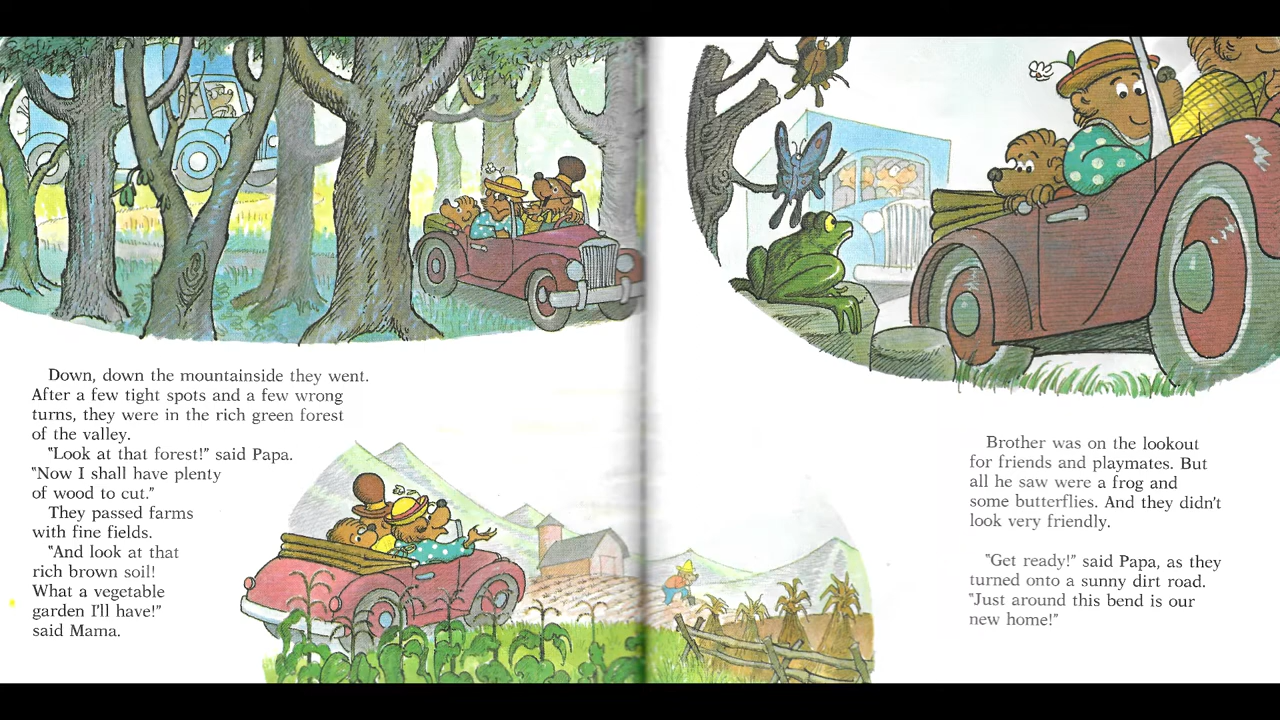 Down, down the mountainside they went.
After a few tight spots and a few wrong
turns, they were in the rich green forest
of the valley.
"Look at that forest!" said Papa.
"Now I shall have plenty
of wood to cut."
They passed farms
with fine fields.
"And look at that
rich brown soil!
What a vegetable
garden I'll have!"
said Mama.
Brother was on the lookout
for friends and playmates. But
all he saw were a frog and
some butterflies. And they didn't
look very friendly.
"Get ready!" said Papa, as they
turned onto a sunny dirt road.
"Just around this bend is our
new home!"